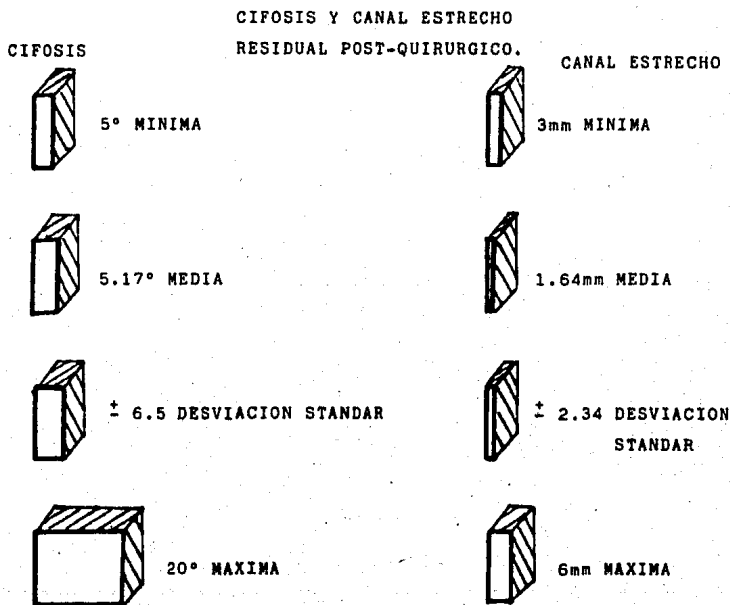 CIFOSIS Y CANAL ESTRECHO
RESIDUAL POST-QUIRURGICO.
CIFOSIS
5° MINIMA
5.17° MEDIA
± 6.5 DESVIACION STANDAR
20° MAXIMA
CANAL ESTRECHO
3mm MINIMA
1.64mm MEDIA
± 2.34 DESVIACION
STANDAR
6mm MAXIMA